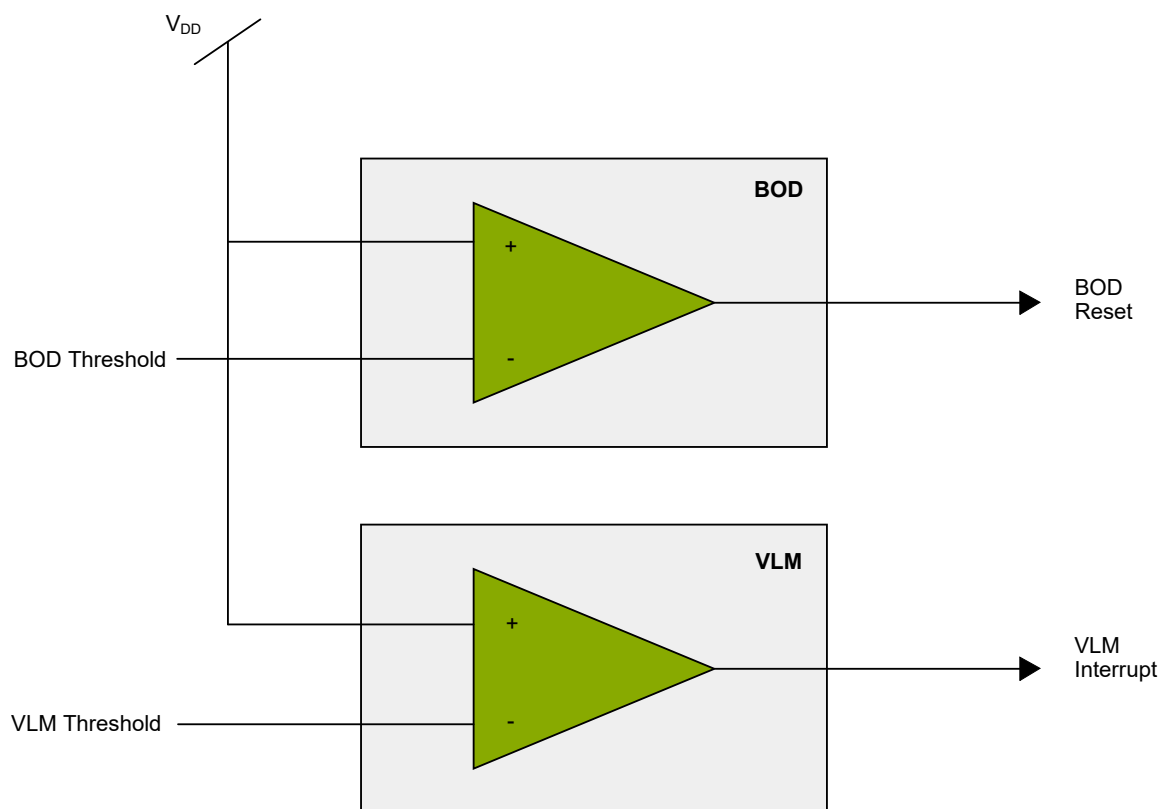 VDD
BOD
+
BOD
Reset
BOD Threshold
-
VLM
+
VLM
Interrupt
VLM Threshold
-